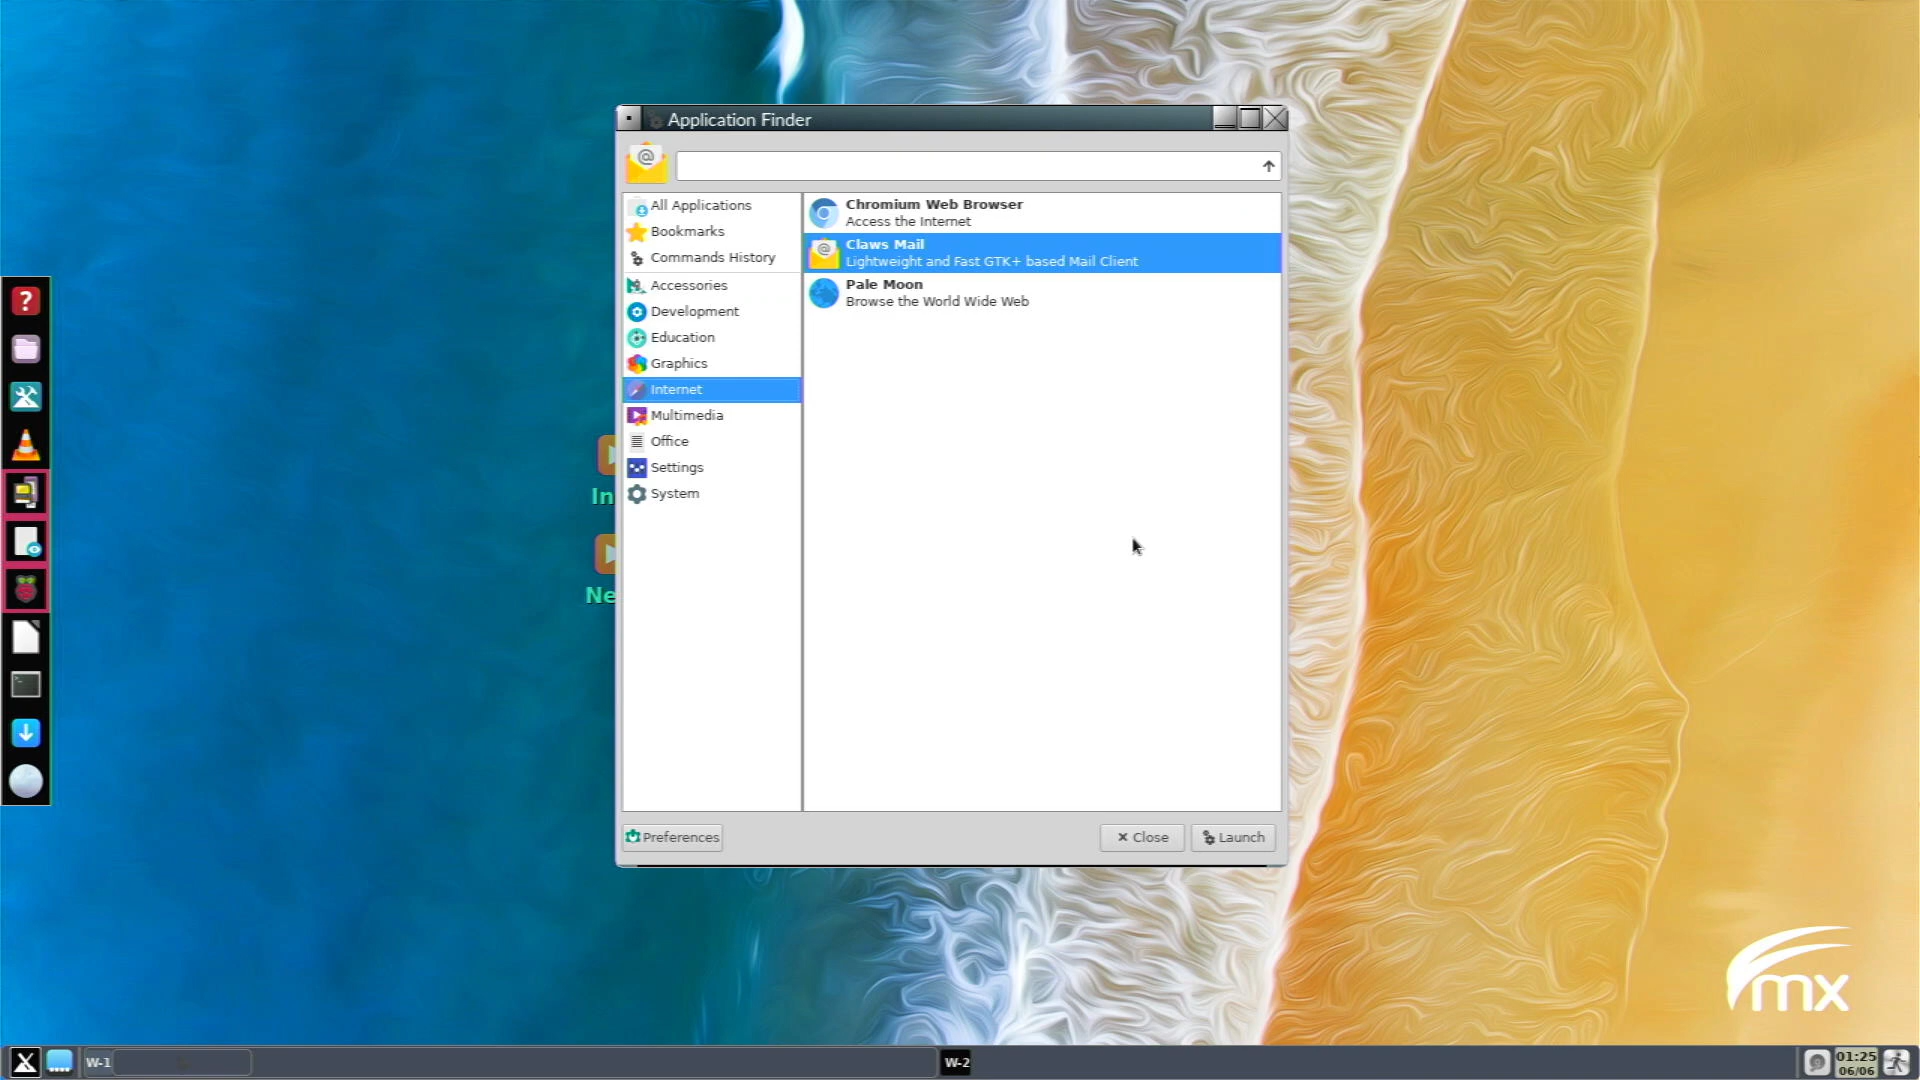 Application Finder
All Applications
Bookmarks
Commands History
Accessories
Development
Education
Graphics
Internet
Multimedia
Office
Settings
System
Chromium Web Browser
Access the Internet
Claws Mail
Lightweight and Fast GTK+ based Mail Client
Pale Moon
Browse the World Wide Web
In
Ne
Preferences
Close
Launch
mx
W-1
W-2
01:25
06/06